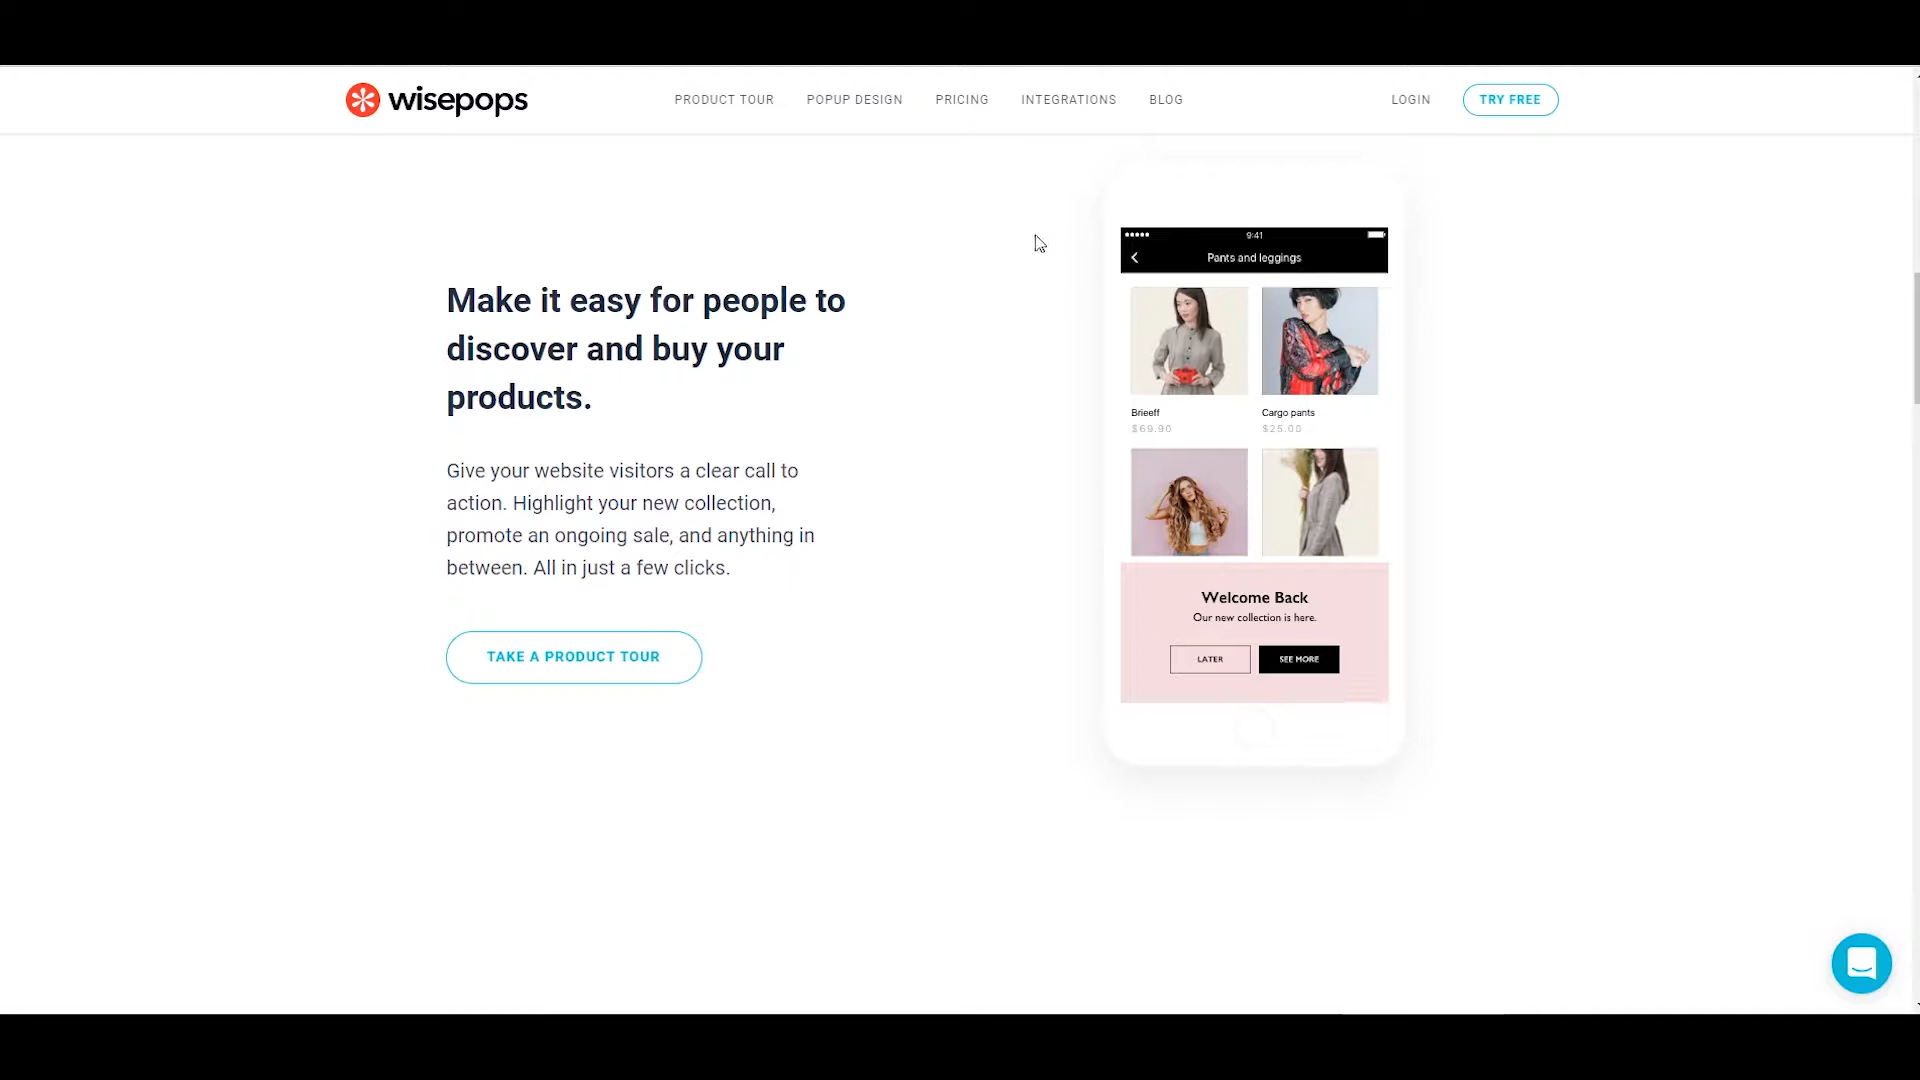 wisepops
PRODUCT TOUR POPUP DESIGN PRICING INTEGRATIONS BLOG LOGIN TRY FREE
Make it easy for people to
discover and buy your
products.
Give your website visitors a clear call to
action. Highlight your new collection,
promote an ongoing sale, and anything in
between. All in just a few clicks.
TAKE A PRODUCT TOUR
9:41
Pants and leggings
Brieeff Cargo pants
$69.90 $25.00
Welcome Back
Our new collection is here.
LATER SEE MORE